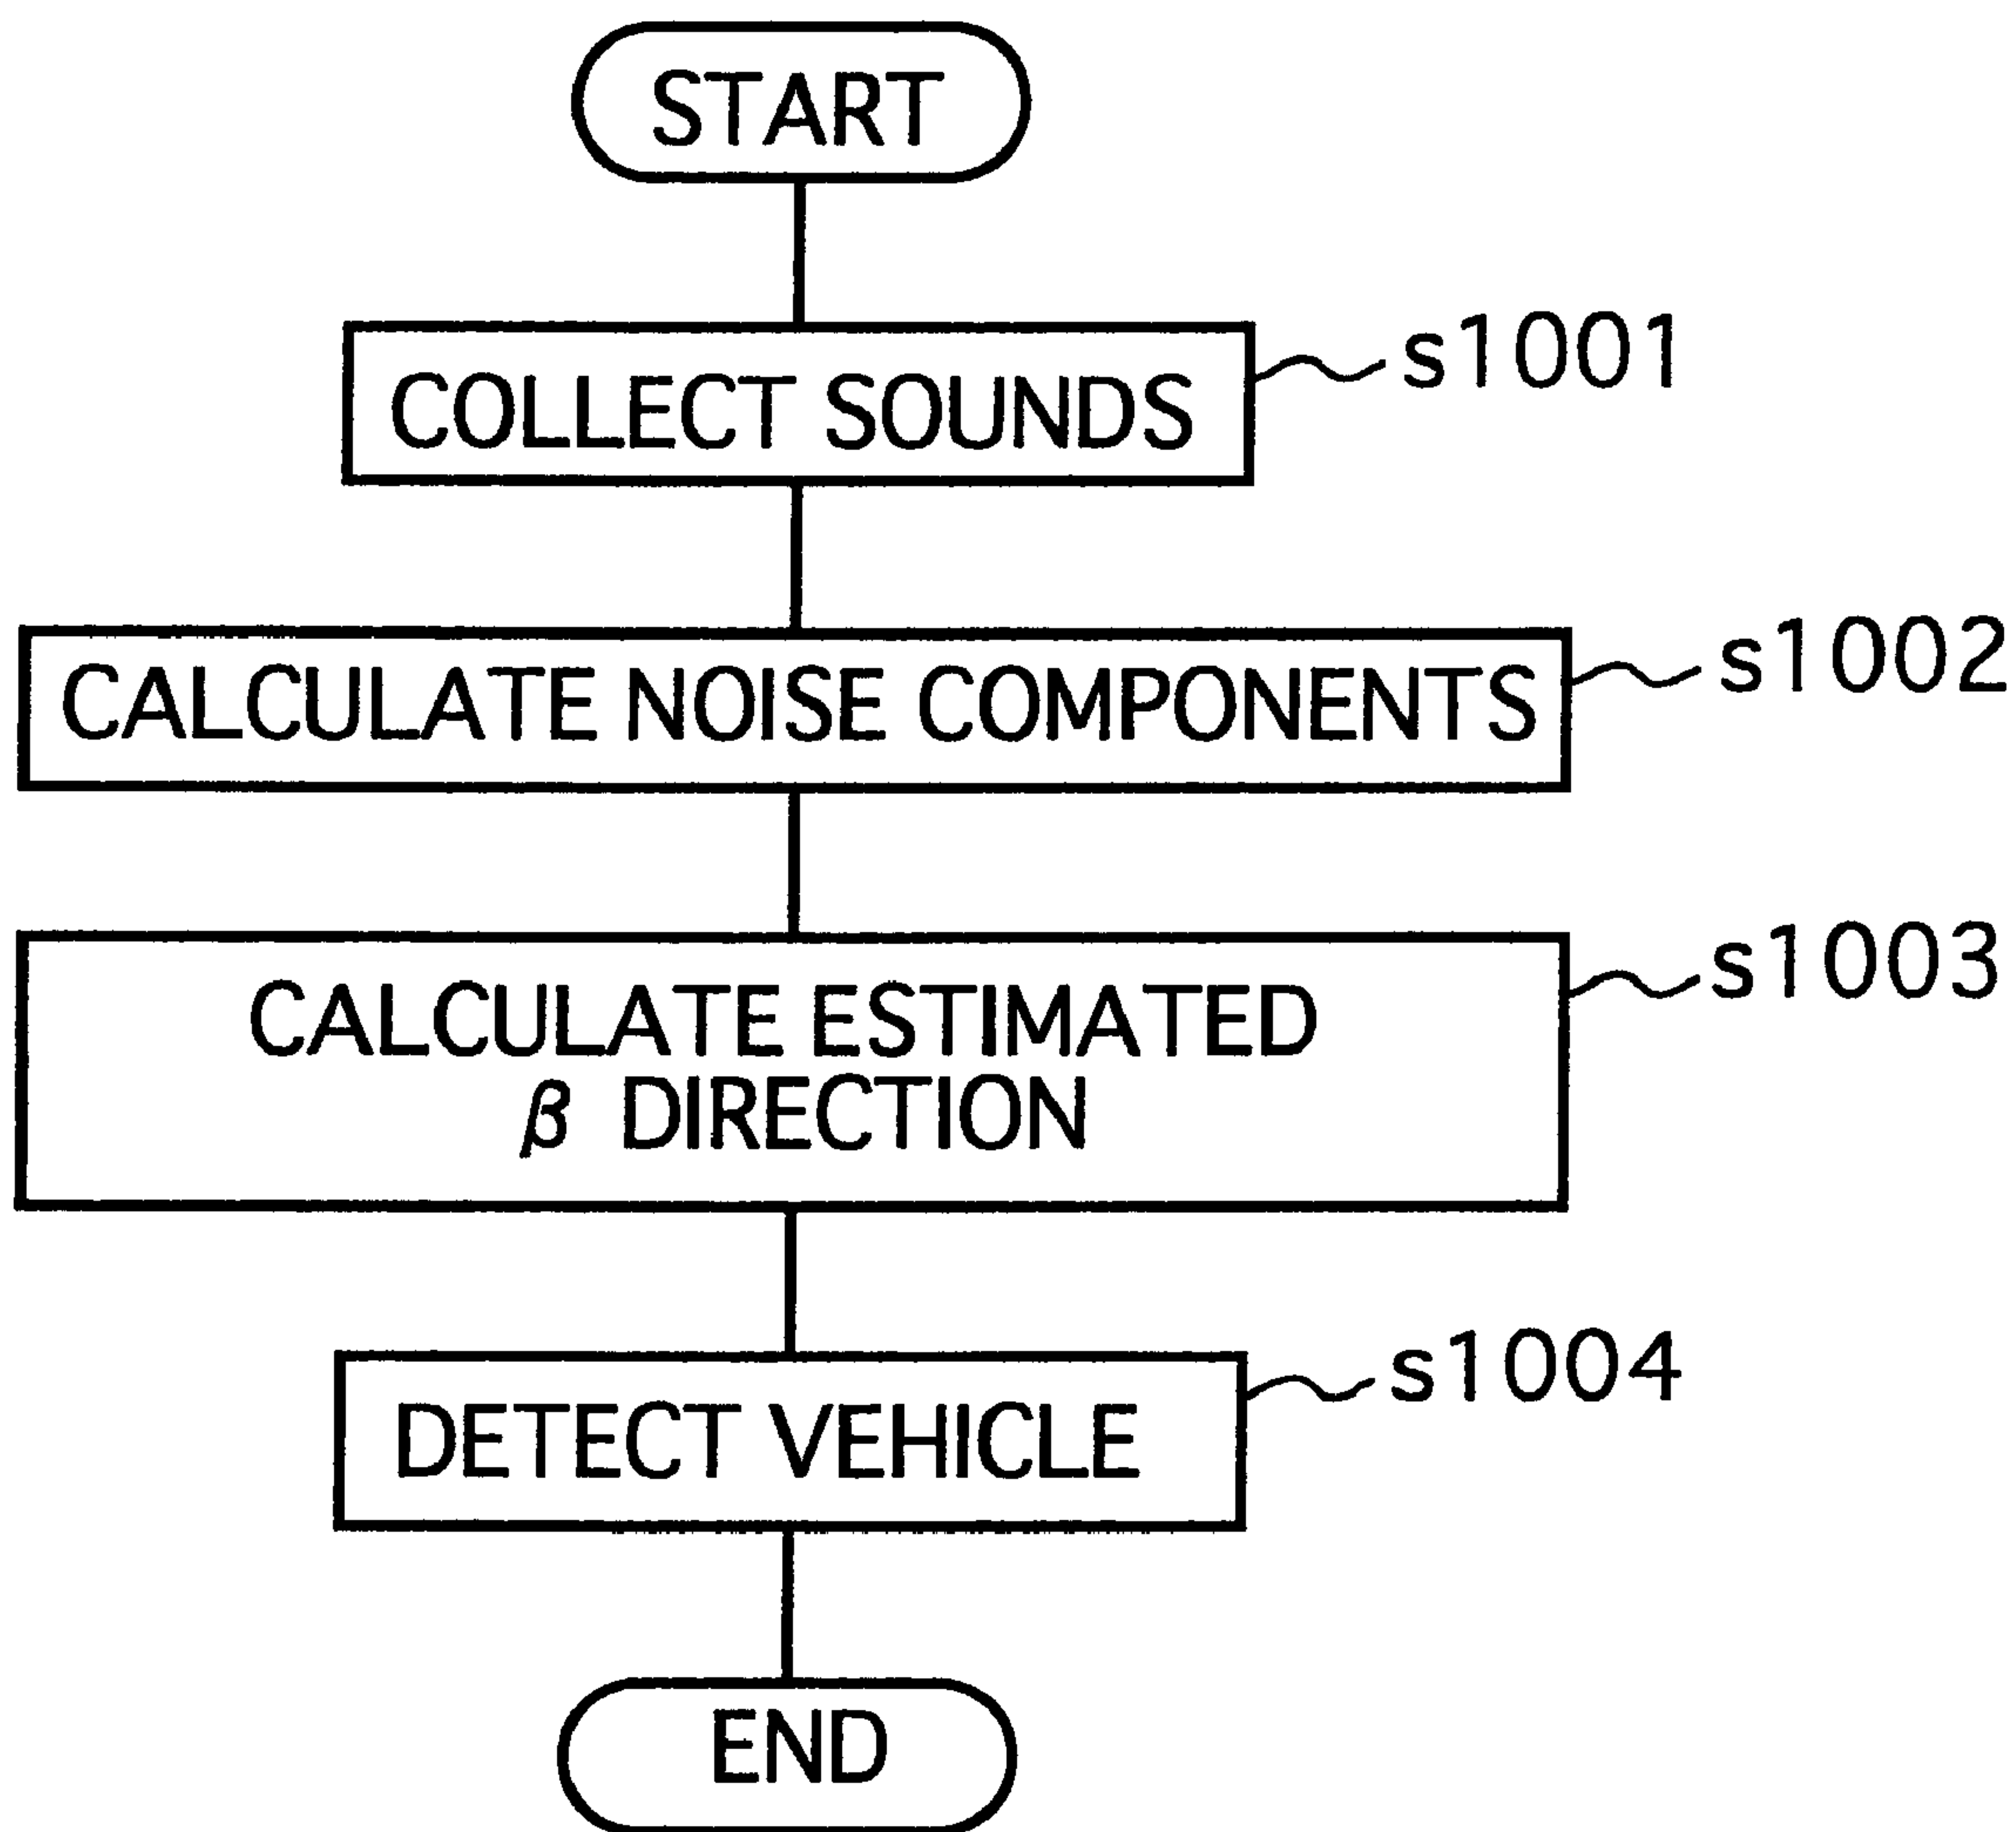 START
COLLECT SOUNDS
s1001
CALCULATE NOISE COMPONENTS
s1002
CALCULATE ESTIMATED
β DIRECTION
s1003
DETECT VEHICLE
s1004
END